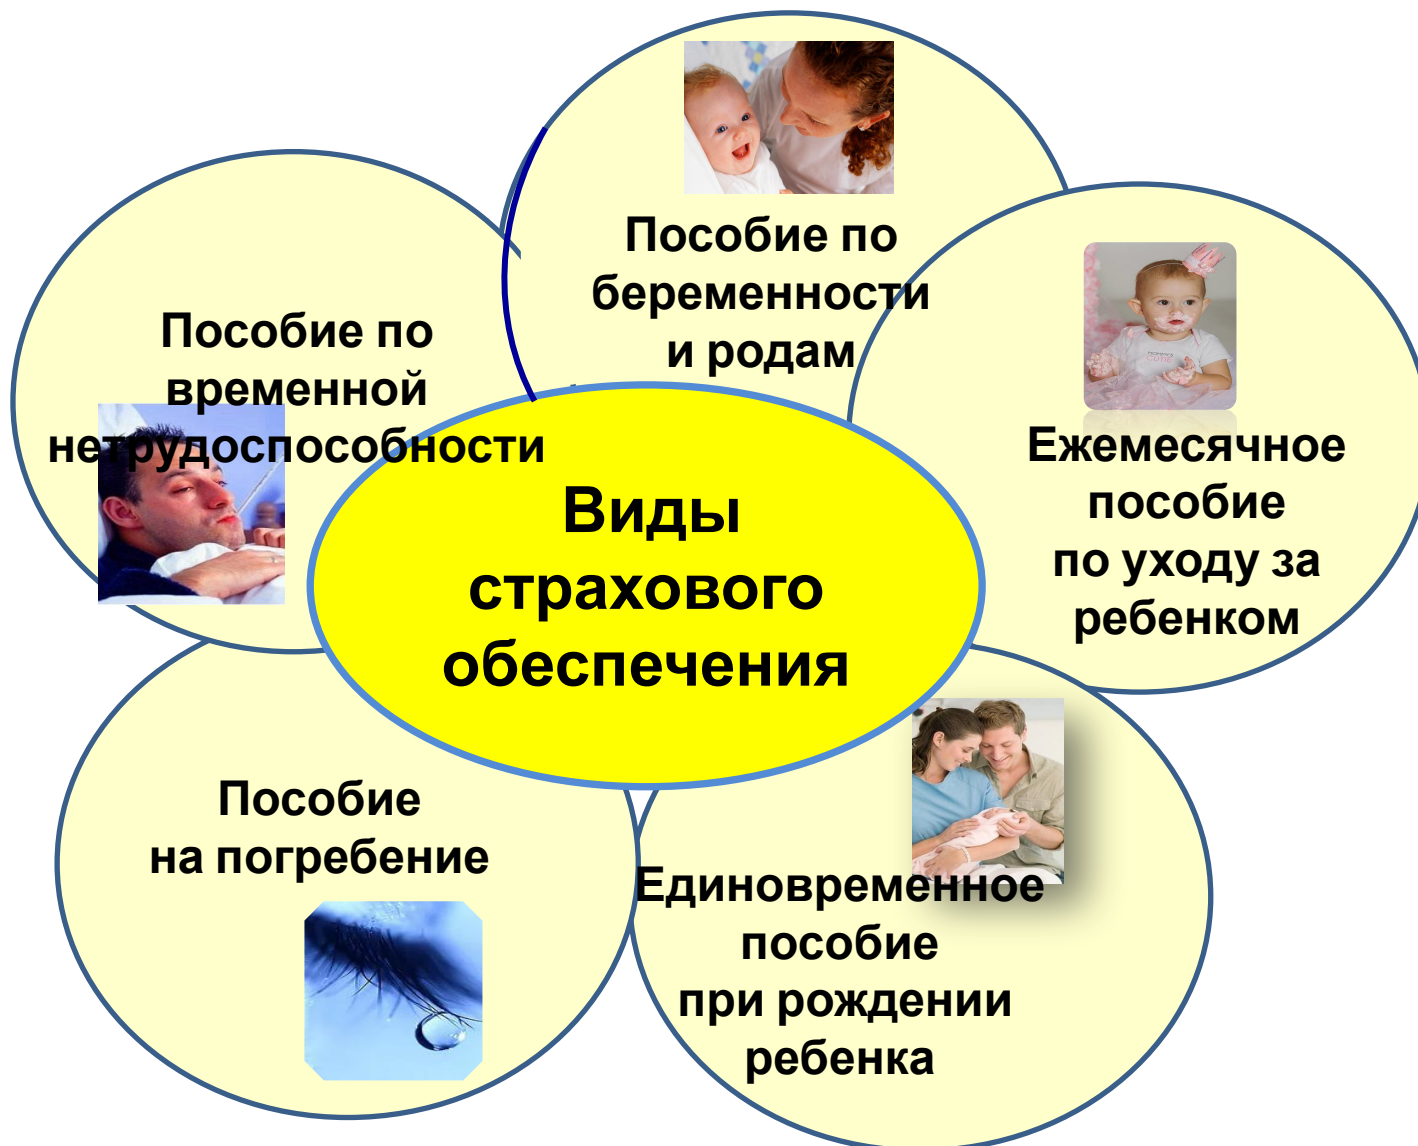 Пособие по
беременности
и родам
Пособие по
временной
нетрудоспособности
Ежемесячное
пособие
по уходу за
ребенком
Виды
страхового
обеспечения
Пособие
на погребение
Единовременное
пособие
при рождении
ребенка